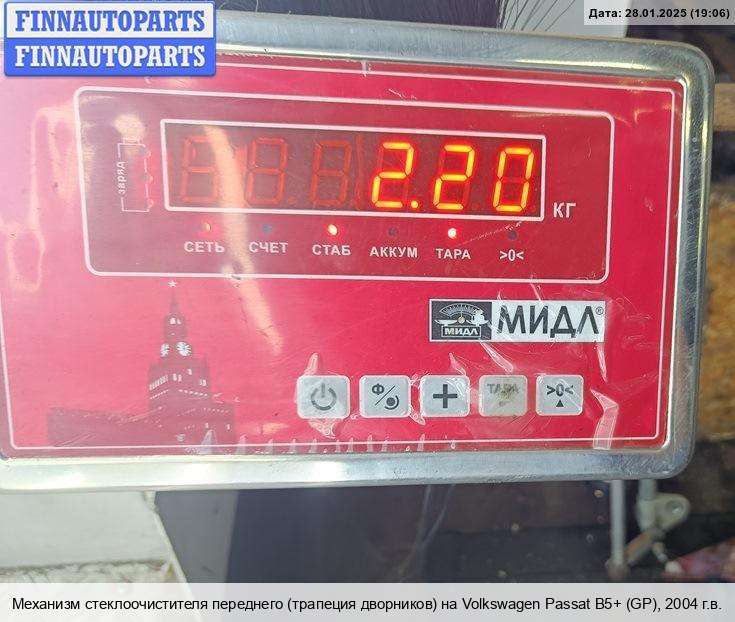 FINNAUTOPARTS
FINNAUTOPARTS
Дата: 28.01.2025 (19:06)
заряд
2.20
КГ
СЕТЬ СЧЕТ СТАБ АККУМ ТАРА >0<
МИДЛ МИДЛ®
Ф/ + ТАРА >0<
Механизм стеклоочистителя переднего (трапеция дворников) на Volkswagen Passat B5+ (GP), 2004 г.в.